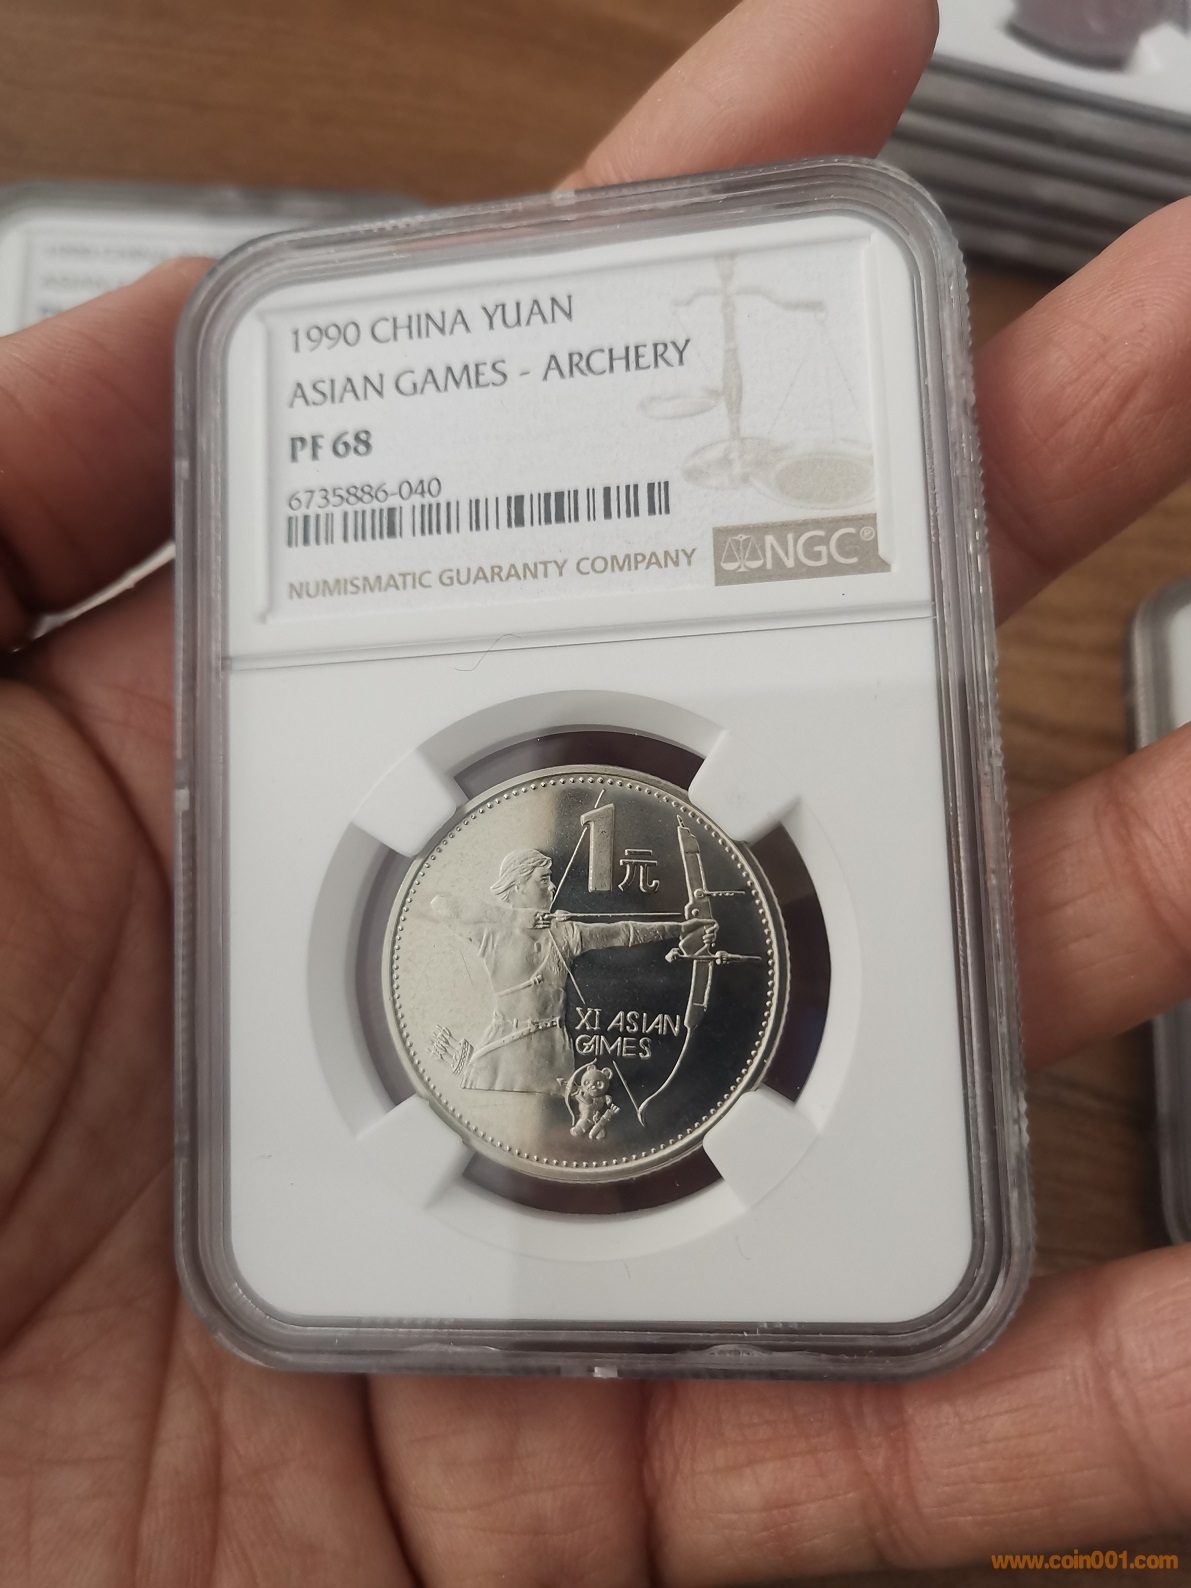 1990 CHINA YUAN
ASIAN GAMES - ARCHERY
PF 68
6735886-040
NUMISMATIC GUARANTY COMPANY
NGC®
1元
XI ASIAN
GAMES
www.coin001.com